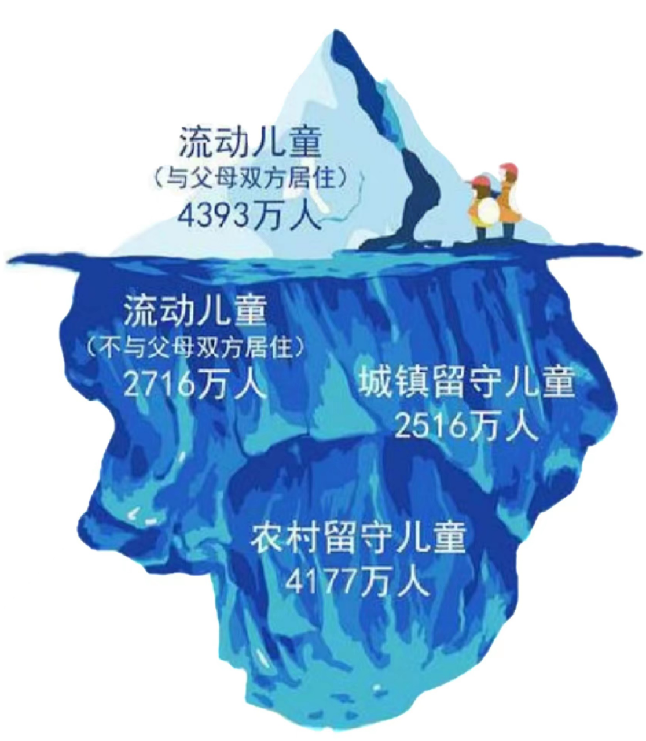 流动儿童
（与父母双方居住）
4393万人
流动儿童
（不与父母双方居住）
2716万人
城镇留守儿童
2516万人
农村留守儿童
4177万人